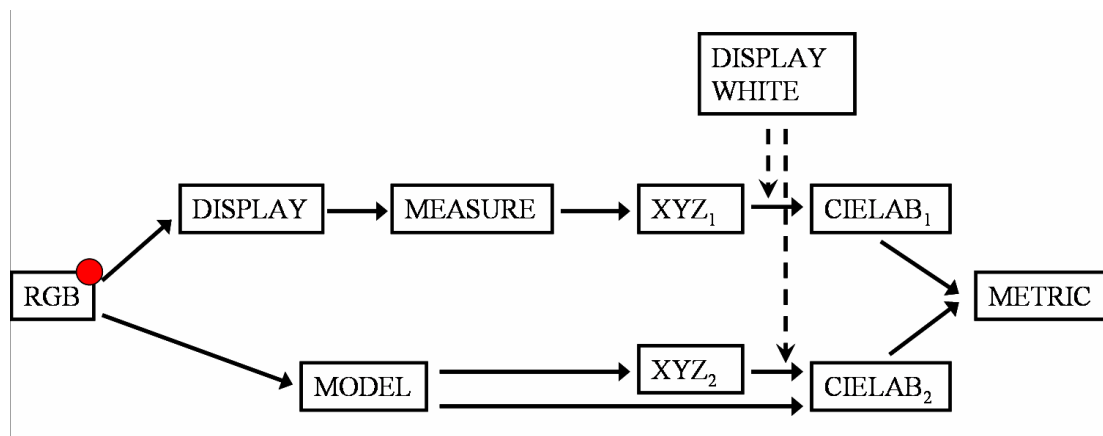 DISPLAY
WHITE
DISPLAY
MEASURE
XYZ₁
CIELAB₁
RGB
METRIC
MODEL
XYZ₂
CIELAB₂